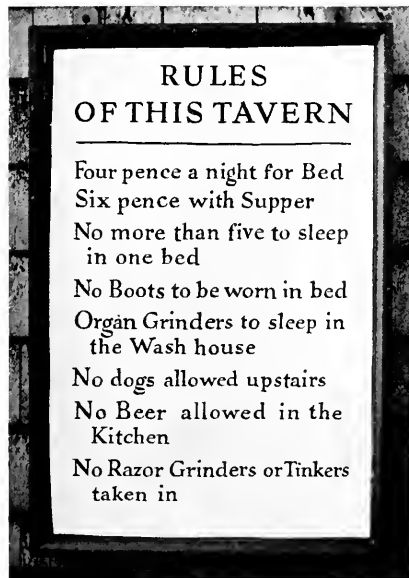 RULES
OF THIS TAVERN
Four pence a night for Bed
Six pence with Supper
No more than five to sleep
in one bed
No Boots to be worn in bed
Organ Grinders to sleep in
the Wash house
No dogs allowed upstairs
No Beer allowed in the
Kitchen
No Razor Grinders or Tinkers
taken in